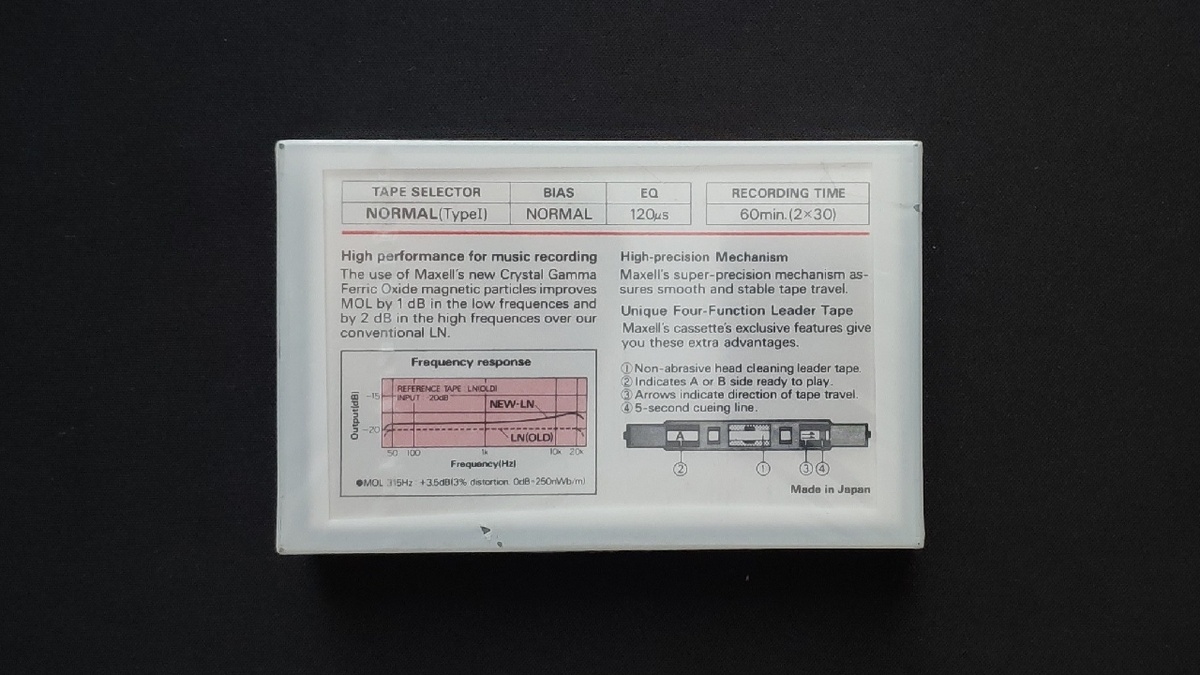 TAPE SELECTOR BIAS EQ RECORDING TIME
NORMAL(TypeI) NORMAL 120μs 60min.(2×30)
High performance for music recording
The use of Maxell's new Crystal Gamma
Ferric Oxide magnetic particles improves
MOL by 1 dB in the low frequences and
by 2 dB in the high frequences over our
conventional LN.
Frequency response
REFERENCE TAPE LN(OLD)
INPUT -20dB
Output(dB)
-15
-20
NEW-LN
LN(OLD)
50 100 1k 10k 20k
Frequency(Hz)
●MOL 315Hz +3.5dB(3% distortion. 0dB=250nWb/m)
High-precision Mechanism
Maxell's super-precision mechanism as-
sures smooth and stable tape travel.
Unique Four-Function Leader Tape
Maxell's cassette's exclusive features give
you these extra advantages.
①Non-abrasive head cleaning leader tape.
②Indicates A or B side ready to play.
③Arrows indicate direction of tape travel.
④5-second cueing line.
A
② ① ③ ④
Made in Japan